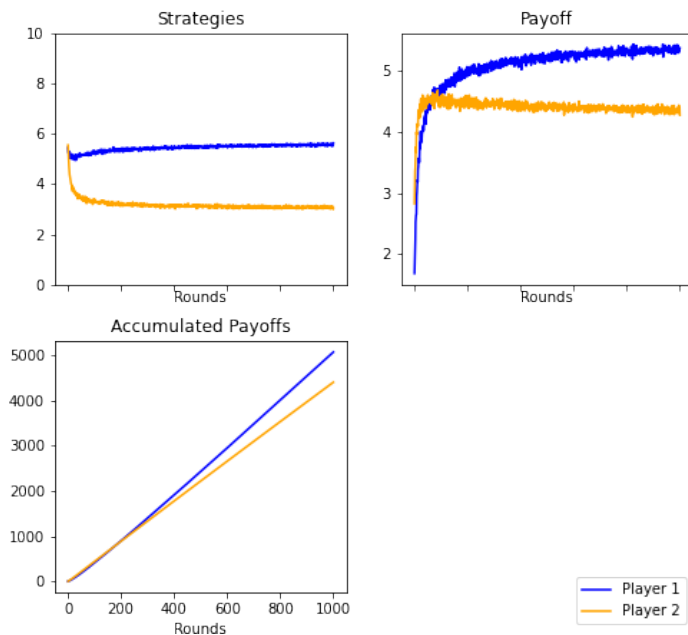 Strategies
10
8
6
4
2
0
Rounds
Payoff
5
4
3
2
Rounds
Accumulated Payoffs
5000
4000
3000
2000
1000
0
0 200 400 600 800 1000
Rounds
Player 1
Player 2